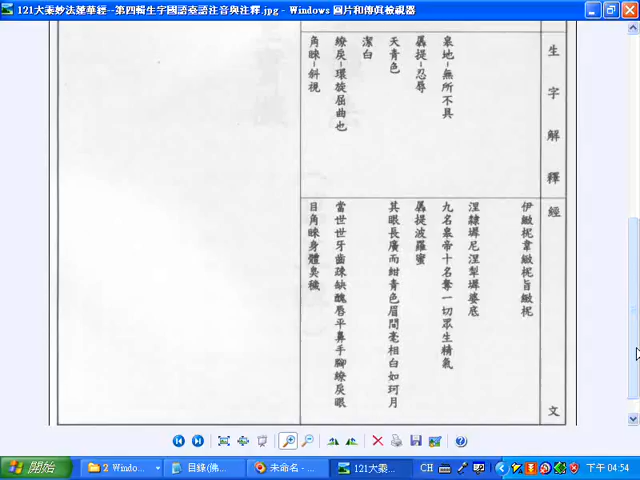 121大乘妙法蓮華經--第四輯生字國語臺語注音與注釋.jpg - Windows 圖片和傳真檢視器
生字解釋
皋地-無所不具
羼提-忍辱
天青色
潔白
繚戾-環旋屈曲也
角睞-斜視
經文
伊緻柅韋緻柅旨緻柅
涅隸墀尼涅犁墀婆底
九名皋帝十名奪一切眾生精氣
羼提波羅蜜
其眼長廣而紺青色眉間毫相白如珂月
當世世牙齒疎缺醜唇平鼻手腳繚戾眼
目角睞身體臭穢
開始
2 Windo...
目錄(佛...
未命名 - ...
121大乘...
CH
下午 04:54